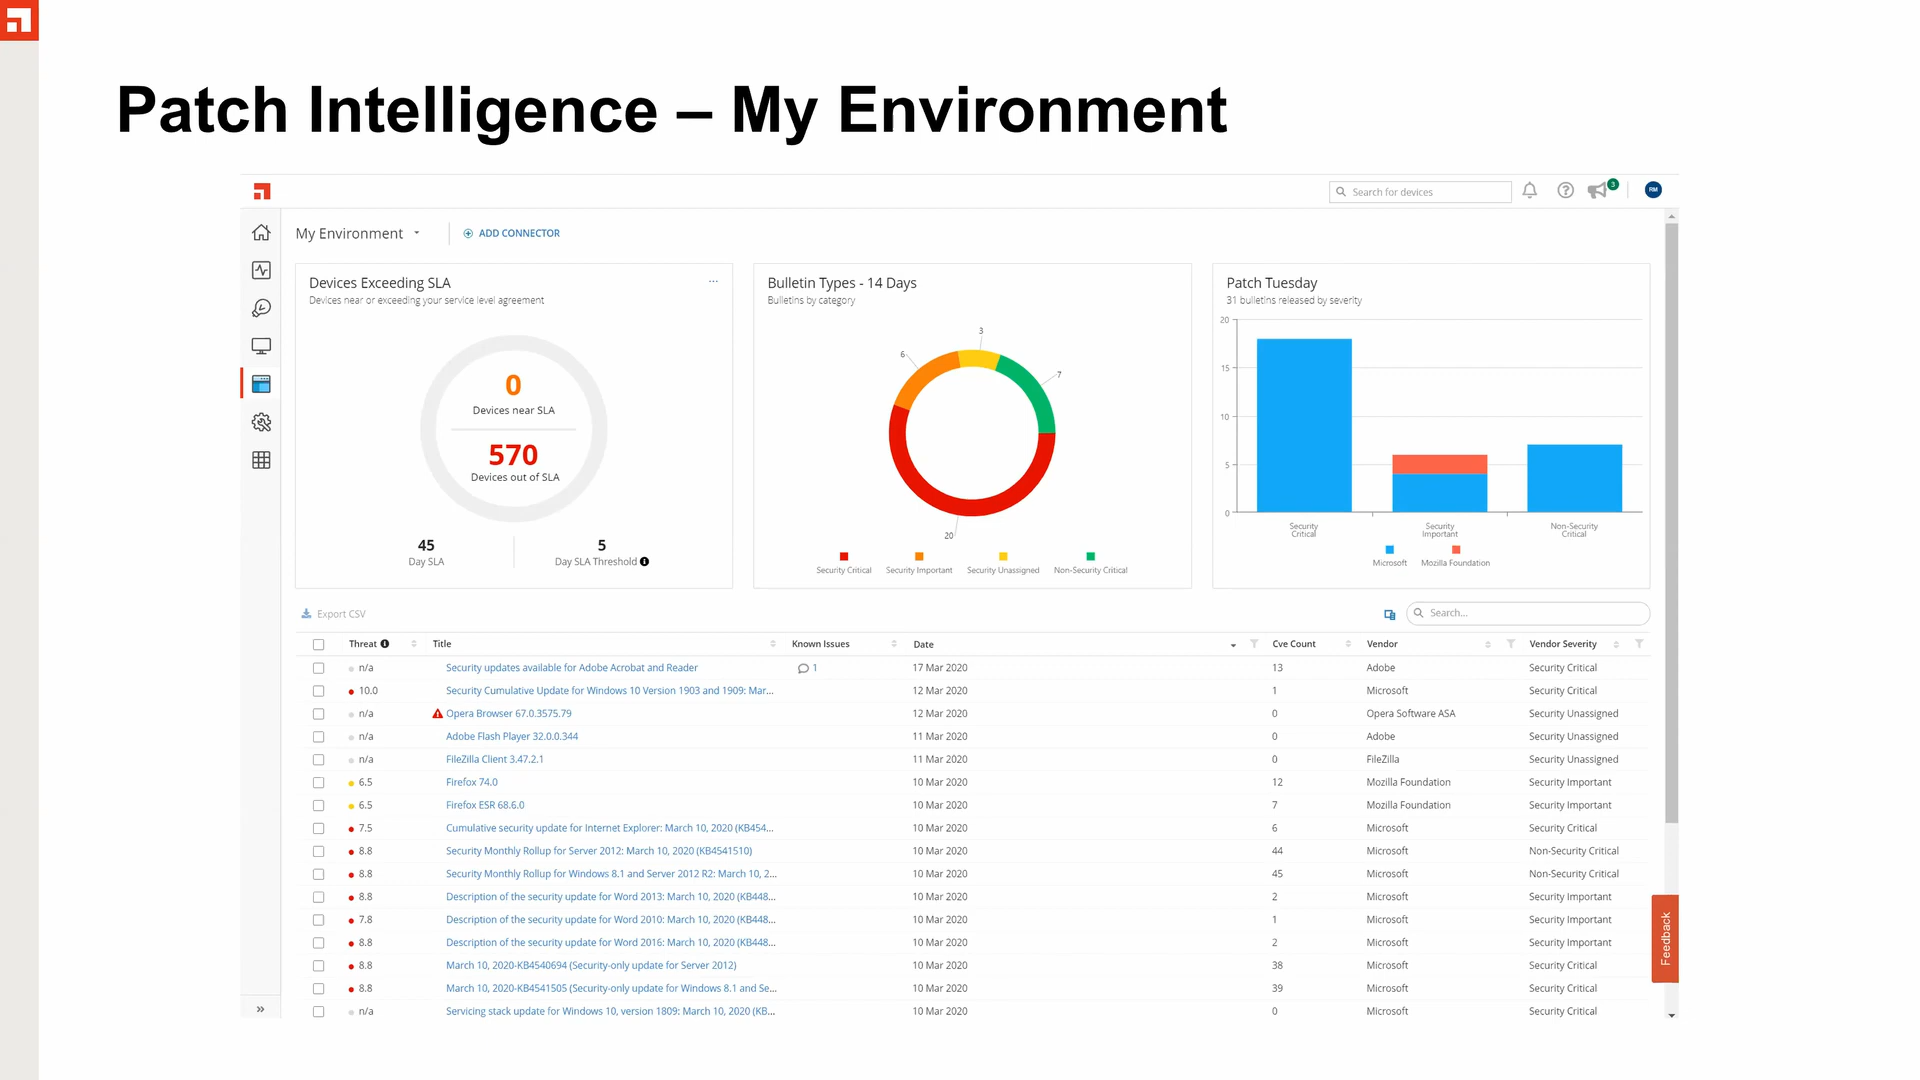 Patch Intelligence – My Environment
Search for devices
3
RM
My Environment
ADD CONNECTOR
Devices Exceeding SLA
...
Devices near or exceeding your service level agreement
0
Devices near SLA
570
Devices out of SLA
45
Day SLA
5
Day SLA Threshold
Bulletin Types - 14 Days
Bulletins by category
3
6
7
20
Security Critical
Security Important
Security Unassigned
Non-Security Critical
Patch Tuesday
31 bulletins released by severity
20
15
10
5
0
Security
Critical
Security
Important
Non-Security
Critical
Microsoft
Mozilla Foundation
Export CSV
Search...
Threat Title Known Issues Date Cve Count Vendor Vendor Severity
n/a Security updates available for Adobe Acrobat and Reader 1 17 Mar 2020 13 Adobe Security Critical
10.0 Security Cumulative Update for Windows 10 Version 1903 and 1909: Mar... 12 Mar 2020 1 Microsoft Security Critical
n/a Opera Browser 67.0.3575.79 12 Mar 2020 0 Opera Software ASA Security Unassigned
n/a Adobe Flash Player 32.0.0.344 11 Mar 2020 0 Adobe Security Unassigned
n/a FileZilla Client 3.47.2.1 11 Mar 2020 0 FileZilla Security Unassigned
6.5 Firefox 74.0 10 Mar 2020 12 Mozilla Foundation Security Important
6.5 Firefox ESR 68.6.0 10 Mar 2020 7 Mozilla Foundation Security Important
7.5 Cumulative security update for Internet Explorer: March 10, 2020 (KB454... 10 Mar 2020 6 Microsoft Security Critical
8.8 Security Monthly Rollup for Server 2012: March 10, 2020 (KB4541510) 10 Mar 2020 44 Microsoft Non-Security Critical
8.8 Security Monthly Rollup for Windows 8.1 and Server 2012 R2: March 10, 2... 10 Mar 2020 45 Microsoft Non-Security Critical
8.8 Description of the security update for Word 2013: March 10, 2020 (KB448... 10 Mar 2020 2 Microsoft Security Important
7.8 Description of the security update for Word 2010: March 10, 2020 (KB448... 10 Mar 2020 1 Microsoft Security Important
8.8 Description of the security update for Word 2016: March 10, 2020 (KB448... 10 Mar 2020 2 Microsoft Security Important
8.8 March 10, 2020-KB4540694 (Security-only update for Server 2012) 10 Mar 2020 38 Microsoft Security Critical
8.8 March 10, 2020-KB4541505 (Security-only update for Windows 8.1 and Se... 10 Mar 2020 39 Microsoft Security Critical
n/a Servicing stack update for Windows 10, version 1809: March 10, 2020 (KB... 10 Mar 2020 0 Microsoft Security Critical
Feedback